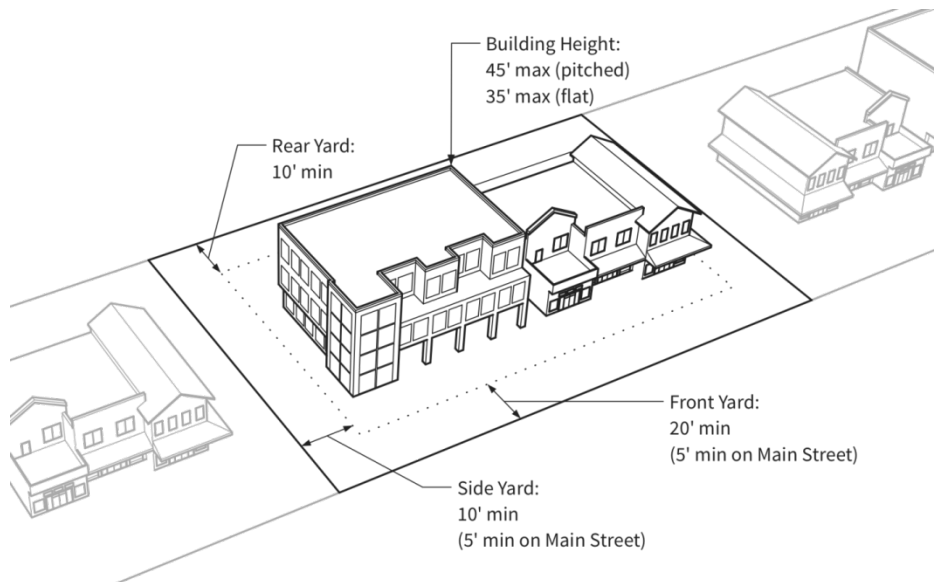 Building Height:
45' max (pitched)
35' max (flat)
Rear Yard:
10' min
Front Yard:
20' min
(5' min on Main Street)
Side Yard:
10' min
(5' min on Main Street)